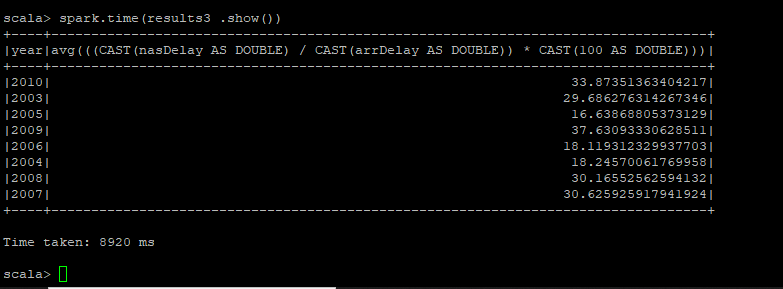 scala> spark.time(results3 .show())
+----+------------------------------------------------------------------------------------+
|year|avg(((CAST(nasDelay AS DOUBLE) / CAST(arrDelay AS DOUBLE)) * CAST(100 AS DOUBLE)))|
+----+------------------------------------------------------------------------------------+
|2010| 33.87351363404217|
|2003| 29.686276314267346|
|2005| 16.63868805373129|
|2009| 37.63093330628511|
|2006| 18.119312329937703|
|2004| 18.24570061769958|
|2008| 30.16552562594132|
|2007| 30.625925917941924|
+----+------------------------------------------------------------------------------------+
Time taken: 8920 ms
scala>